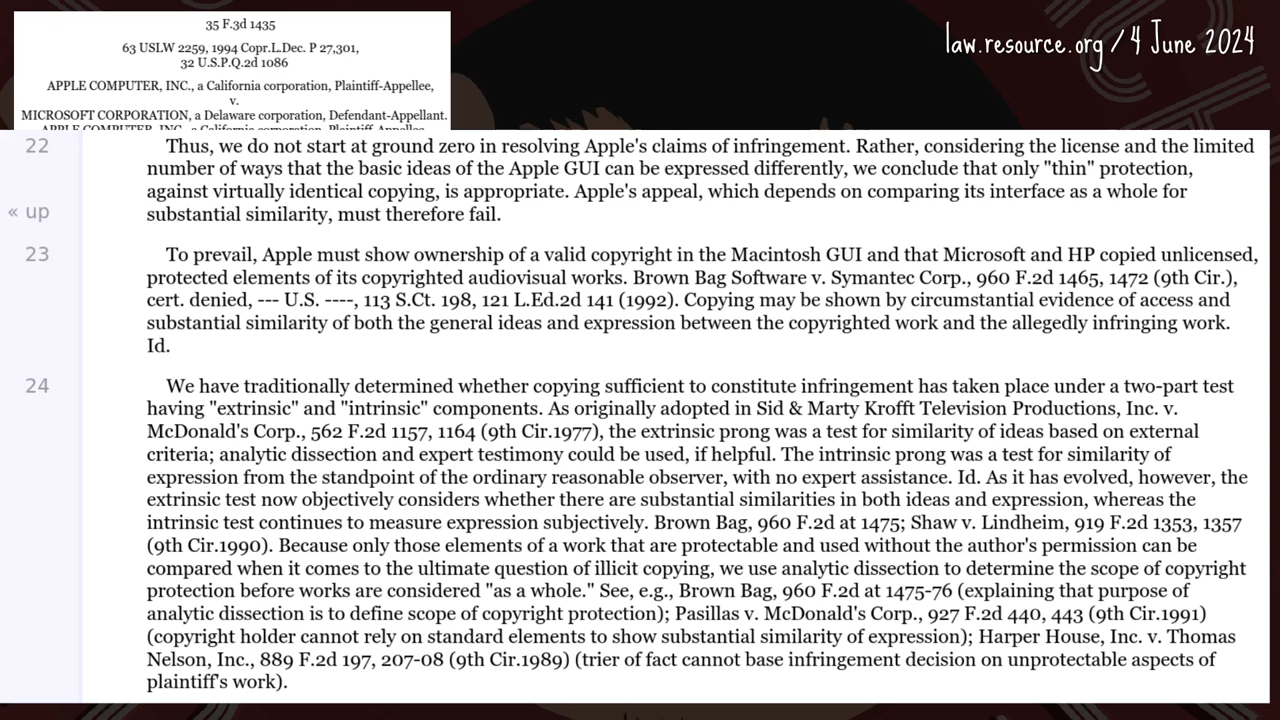 35 F.3d 1435
63 USLW 2259, 1994 Copr.L.Dec. P 27,301,
32 U.S.P.Q.2d 1086
APPLE COMPUTER, INC., a California corporation, Plaintiff-Appellee,
v.
MICROSOFT CORPORATION, a Delaware corporation, Defendant-Appellant.
APPLE COMPUTER, INC., a California corporation, Plaintiff-Appellee,
law.resource.org / 4 June 2024
22 Thus, we do not start at ground zero in resolving Apple's claims of infringement. Rather, considering the license and the limited
number of ways that the basic ideas of the Apple GUI can be expressed differently, we conclude that only "thin" protection,
against virtually identical copying, is appropriate. Apple's appeal, which depends on comparing its interface as a whole for
« up
substantial similarity, must therefore fail.
23 To prevail, Apple must show ownership of a valid copyright in the Macintosh GUI and that Microsoft and HP copied unlicensed,
protected elements of its copyrighted audiovisual works. Brown Bag Software v. Symantec Corp., 960 F.2d 1465, 1472 (9th Cir.),
cert. denied, --- U.S. ----, 113 S.Ct. 198, 121 L.Ed.2d 141 (1992). Copying may be shown by circumstantial evidence of access and
substantial similarity of both the general ideas and expression between the copyrighted work and the allegedly infringing work.
Id.
24 We have traditionally determined whether copying sufficient to constitute infringement has taken place under a two-part test
having "extrinsic" and "intrinsic" components. As originally adopted in Sid & Marty Krofft Television Productions, Inc. v.
McDonald's Corp., 562 F.2d 1157, 1164 (9th Cir.1977), the extrinsic prong was a test for similarity of ideas based on external
criteria; analytic dissection and expert testimony could be used, if helpful. The intrinsic prong was a test for similarity of
expression from the standpoint of the ordinary reasonable observer, with no expert assistance. Id. As it has evolved, however, the
extrinsic test now objectively considers whether there are substantial similarities in both ideas and expression, whereas the
intrinsic test continues to measure expression subjectively. Brown Bag, 960 F.2d at 1475; Shaw v. Lindheim, 919 F.2d 1353, 1357
(9th Cir.1990). Because only those elements of a work that are protectable and used without the author's permission can be
compared when it comes to the ultimate question of illicit copying, we use analytic dissection to determine the scope of copyright
protection before works are considered "as a whole." See, e.g., Brown Bag, 960 F.2d at 1475-76 (explaining that purpose of
analytic dissection is to define scope of copyright protection); Pasillas v. McDonald's Corp., 927 F.2d 440, 443 (9th Cir.1991)
(copyright holder cannot rely on standard elements to show substantial similarity of expression); Harper House, Inc. v. Thomas
Nelson, Inc., 889 F.2d 197, 207-08 (9th Cir.1989) (trier of fact cannot base infringement decision on unprotectable aspects of
plaintiff's work).